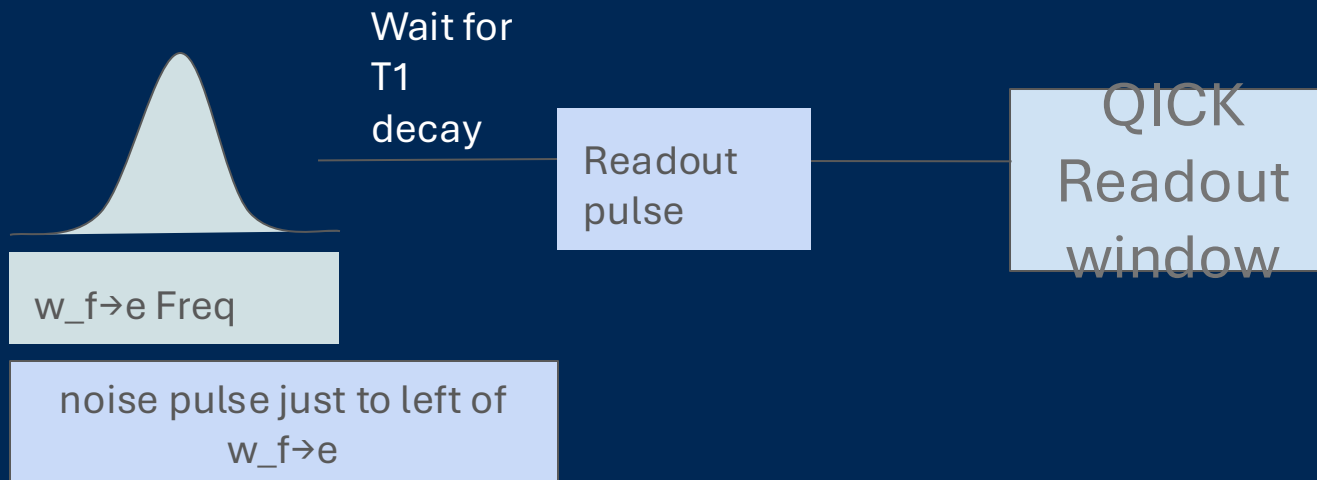 Wait for
T1
decay
Readout
pulse
QICK
Readout
window
w_f→e Freq
noise pulse just to left of
w_f→e